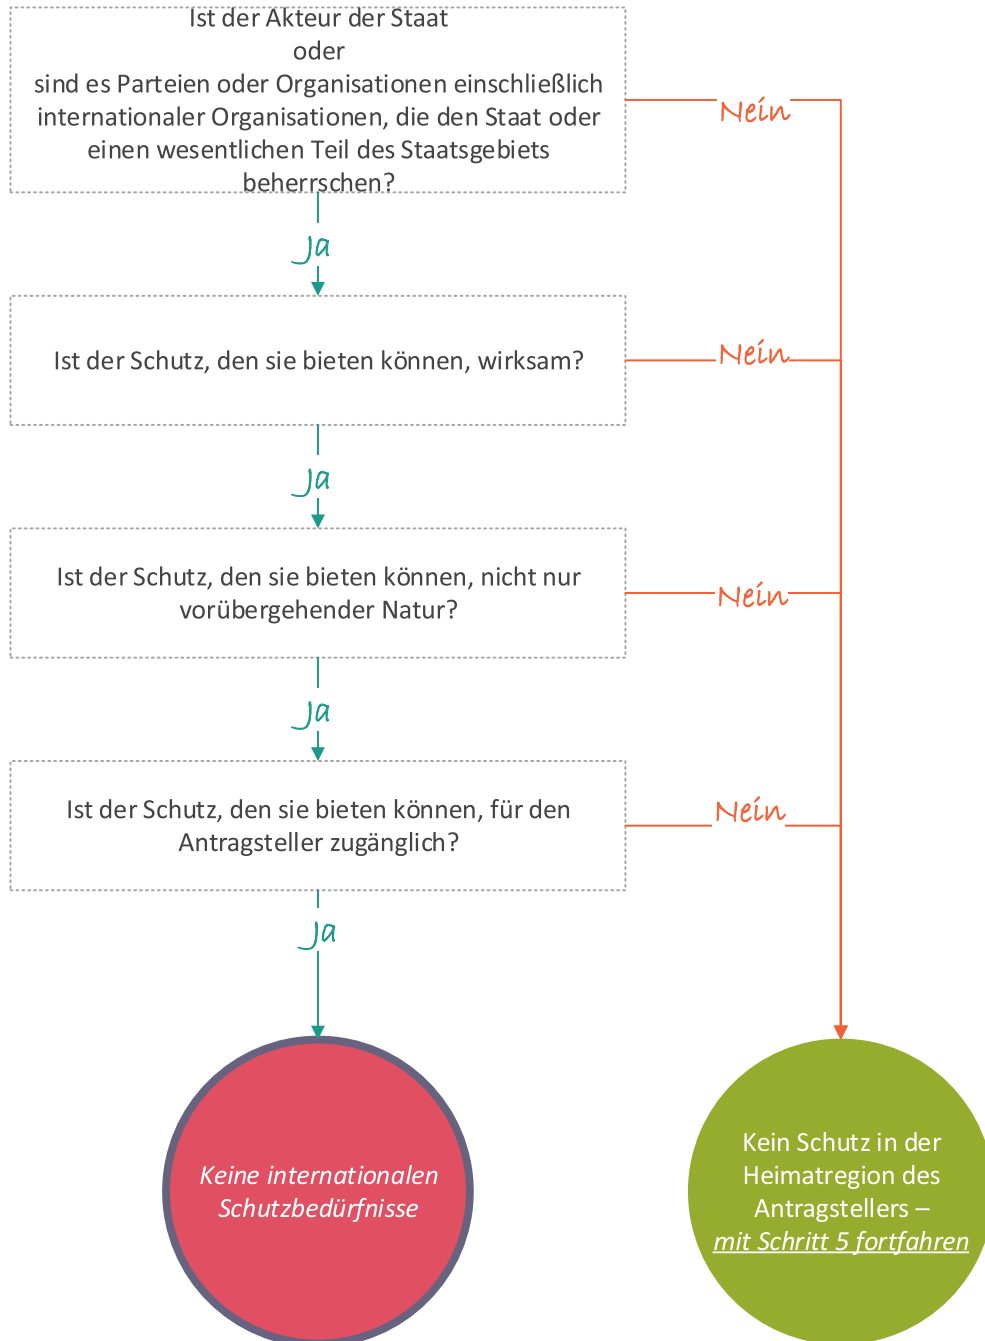 Ist der Akteur der Staat
oder
sind es Parteien oder Organisationen einschließlich
internationaler Organisationen, die den Staat oder
einen wesentlichen Teil des Staatsgebiets
beherrschen?
Nein
Ja
Ist der Schutz, den sie bieten können, wirksam?
Nein
Ja
Ist der Schutz, den sie bieten können, nicht nur
vorübergehender Natur?
Nein
Ja
Ist der Schutz, den sie bieten können, für den
Antragsteller zugänglich?
Nein
Ja
Keine internationalen
Schutzbedürfnisse
Kein Schutz in der
Heimatregion des
Antragstellers –
mit Schritt 5 fortfahren